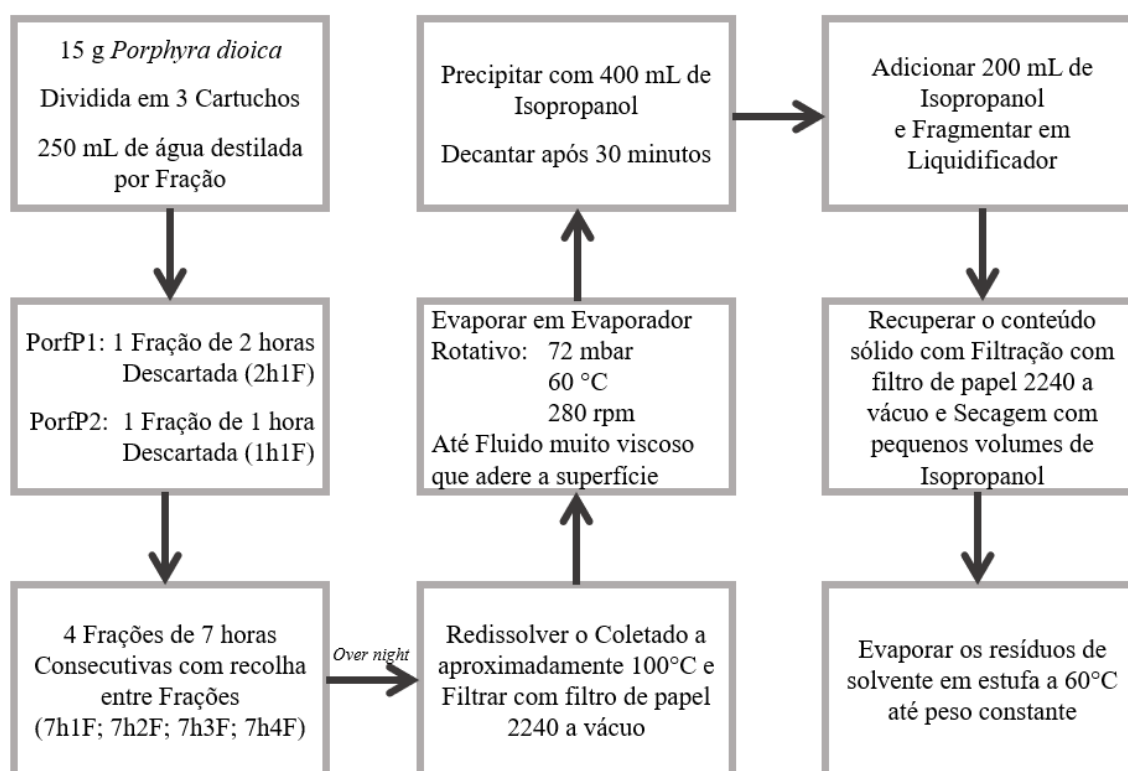 15 g Porphyra dioica
Dividida em 3 Cartuchos
250 mL de água destilada
por Fração
PorfP1: 1 Fração de 2 horas
Descartada (2h1F)
PorfP2: 1 Fração de 1 hora
Descartada (1h1F)
4 Frações de 7 horas
Consecutivas com recolha
entre Frações
(7h1F; 7h2F; 7h3F; 7h4F)
Over night
Redissolver o Coletado a
aproximadamente 100°C e
Filtrar com filtro de papel
2240 a vácuo
Evaporar em Evaporador
Rotativo: 72 mbar
60 °C
280 rpm
Até Fluido muito viscoso
que adere a superfície
Precipitar com 400 mL de
Isopropanol
Decantar após 30 minutos
Adicionar 200 mL de
Isopropanol
e Fragmentar em
Liquidificador
Recuperar o conteúdo
sólido com Filtração com
filtro de papel 2240 a
vácuo e Secagem com
pequenos volumes de
Isopropanol
Evaporar os resíduos de
solvente em estufa a 60°C
até peso constante